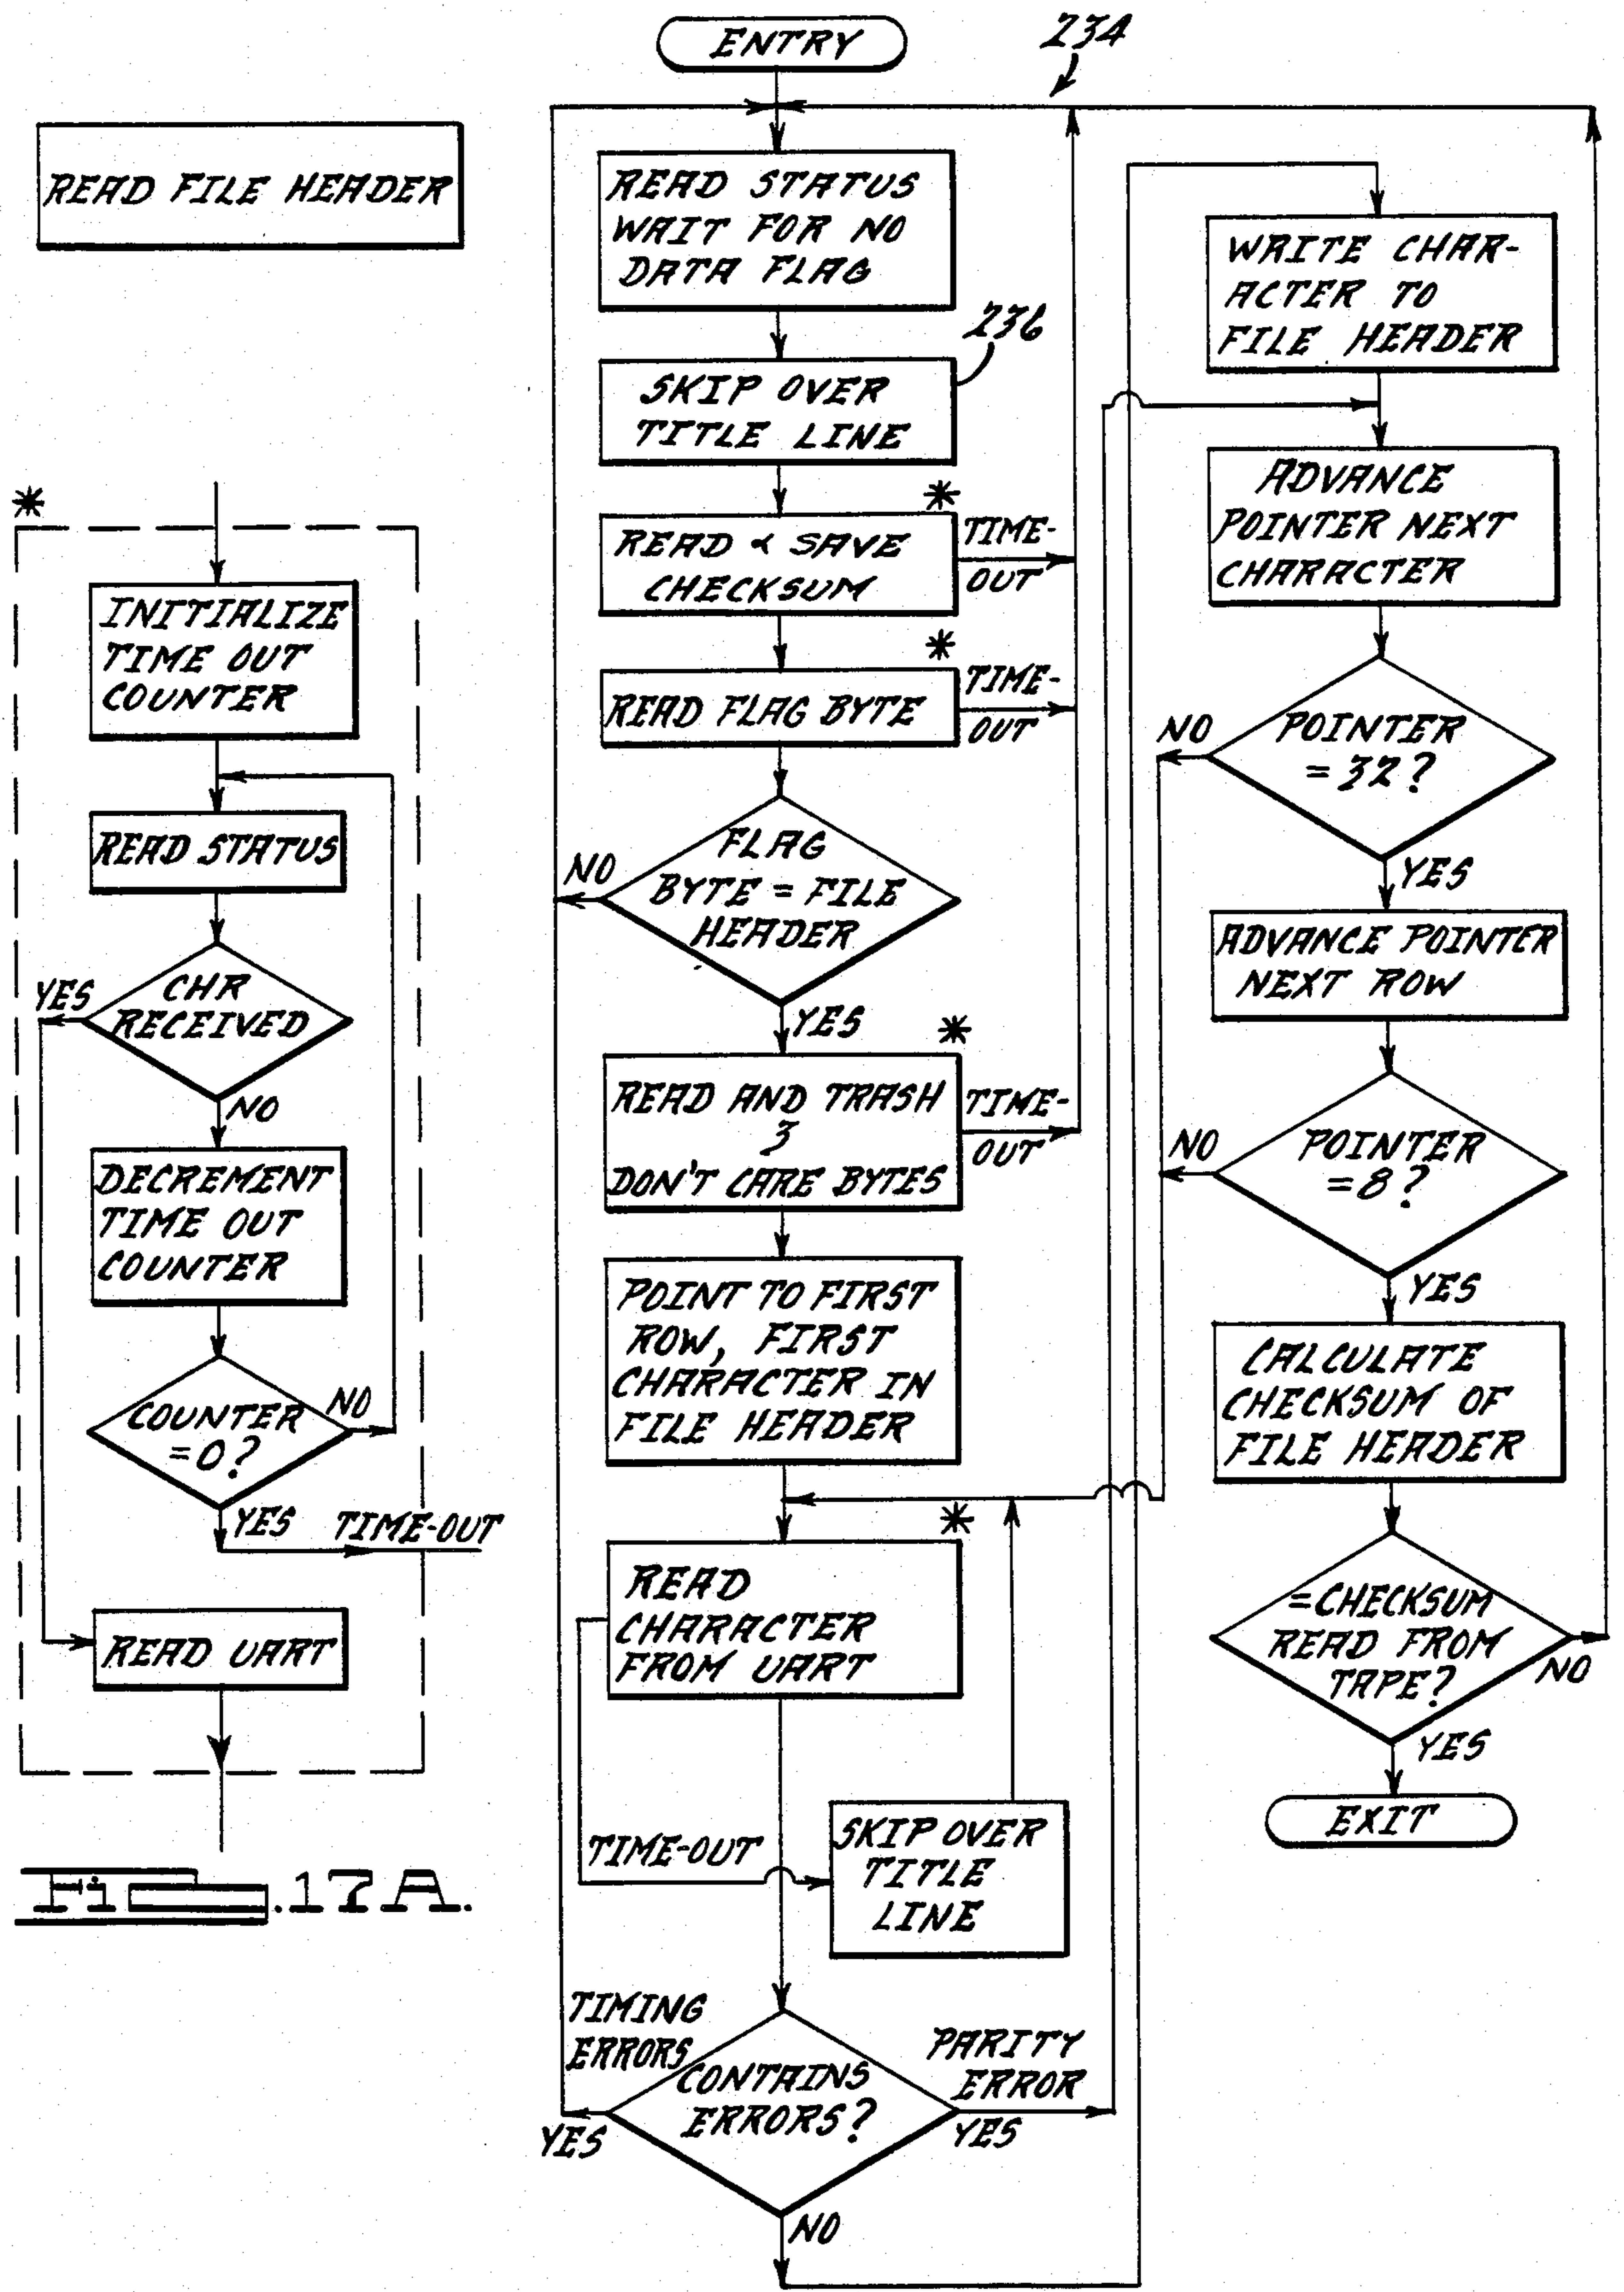 ENTRY
234
READ FILE HEADER
READ STATUS
WAIT FOR NO
DATA FLAG
236
SKIP OVER
TITLE LINE
*
READ & SAVE
CHECKSUM
TIME-
OUT
*
READ FLAG BYTE
TIME-
OUT
FLAG
BYTE = FILE
HEADER
NO
YES
*
READ AND TRASH
3
DON'T CARE BYTES
TIME-
OUT
POINT TO FIRST
ROW, FIRST
CHARACTER IN
FILE HEADER
*
READ
CHARACTER
FROM UART
TIME-OUT
SKIP OVER
TITLE
LINE
TIMING
ERRORS
CONTAINS
ERRORS?
YES
PARITY
ERROR
YES
NO
WRITE CHAR-
ACTER TO
FILE HEADER
ADVANCE
POINTER NEXT
CHARACTER
POINTER
=32?
NO
YES
ADVANCE POINTER
NEXT ROW
POINTER
=8?
NO
YES
CALCULATE
CHECKSUM OF
FILE HEADER
=CHECKSUM
READ FROM
TAPE?
NO
YES
EXIT
*
INITIALIZE
TIME OUT
COUNTER
READ STATUS
CHR
RECEIVED
YES
NO
DECREMENT
TIME OUT
COUNTER
COUNTER
=0?
NO
YES
TIME-OUT
READ UART
FIG.17A.